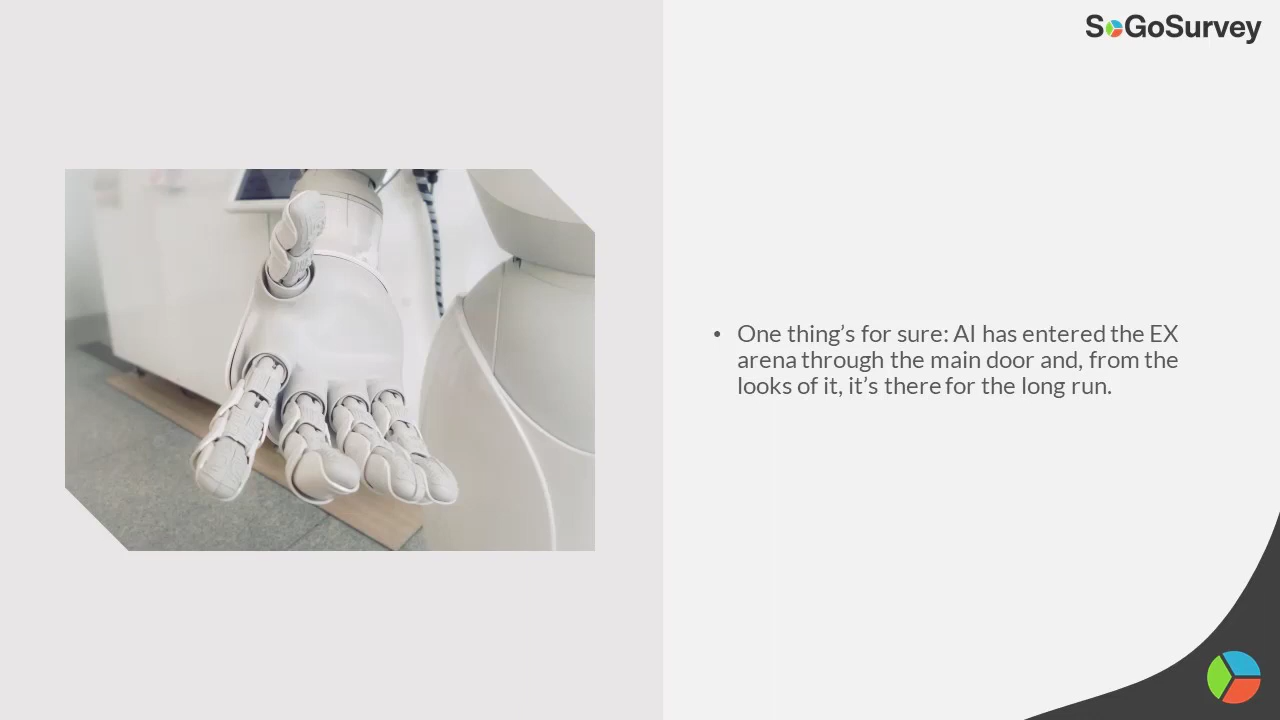 SoGoSurvey
• One thing’s for sure: AI has entered the EX
arena through the main door and, from the
looks of it, it’s there for the long run.